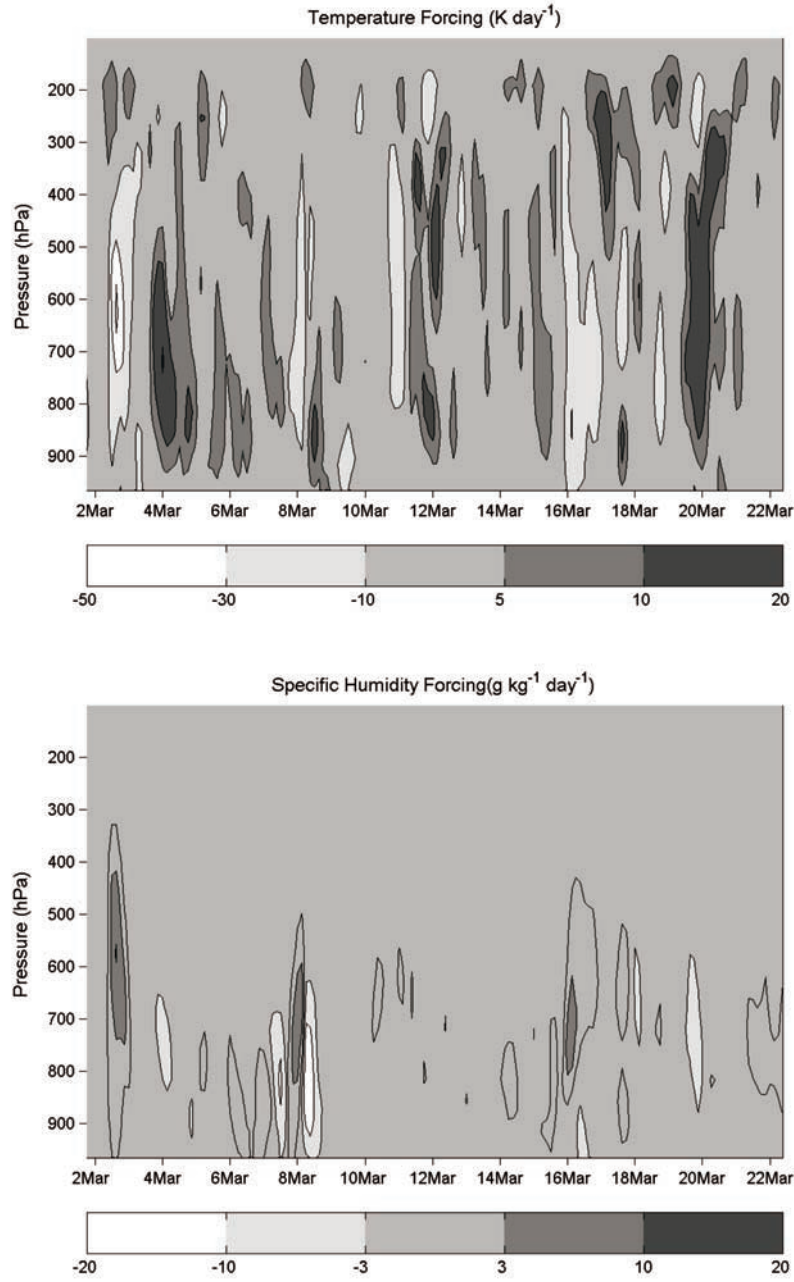 Temperature Forcing (K day⁻¹)
200
300
400
500
600
700
800
900
Pressure (hPa)
2Mar 4Mar 6Mar 8Mar 10Mar 12Mar 14Mar 16Mar 18Mar 20Mar 22Mar
-50 -30 -10 5 10 20
Specific Humidity Forcing(g kg⁻¹ day⁻¹)
200
300
400
500
600
700
800
900
Pressure (hPa)
2Mar 4Mar 6Mar 8Mar 10Mar 12Mar 14Mar 16Mar 18Mar 20Mar 22Mar
-20 -10 -3 3 10 20